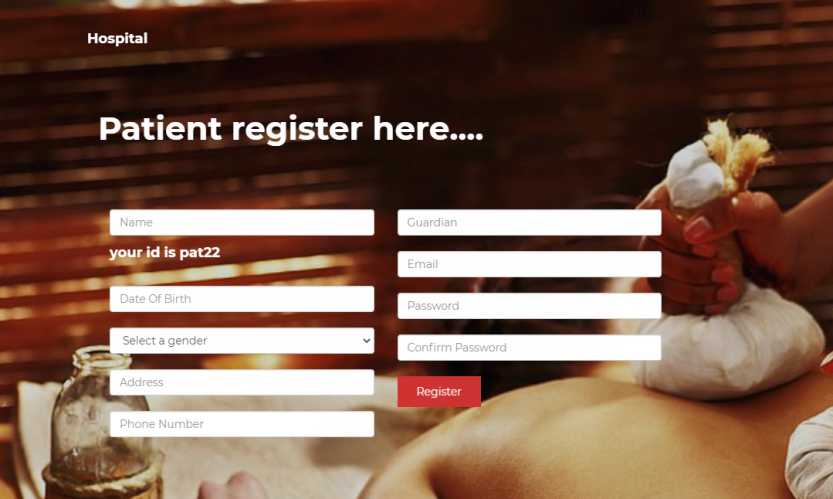 Hospital
Patient register here....
Name
your id is pat22
Date Of Birth
Select a gender
Address
Phone Number
Guardian
Email
Password
Confirm Password
Register